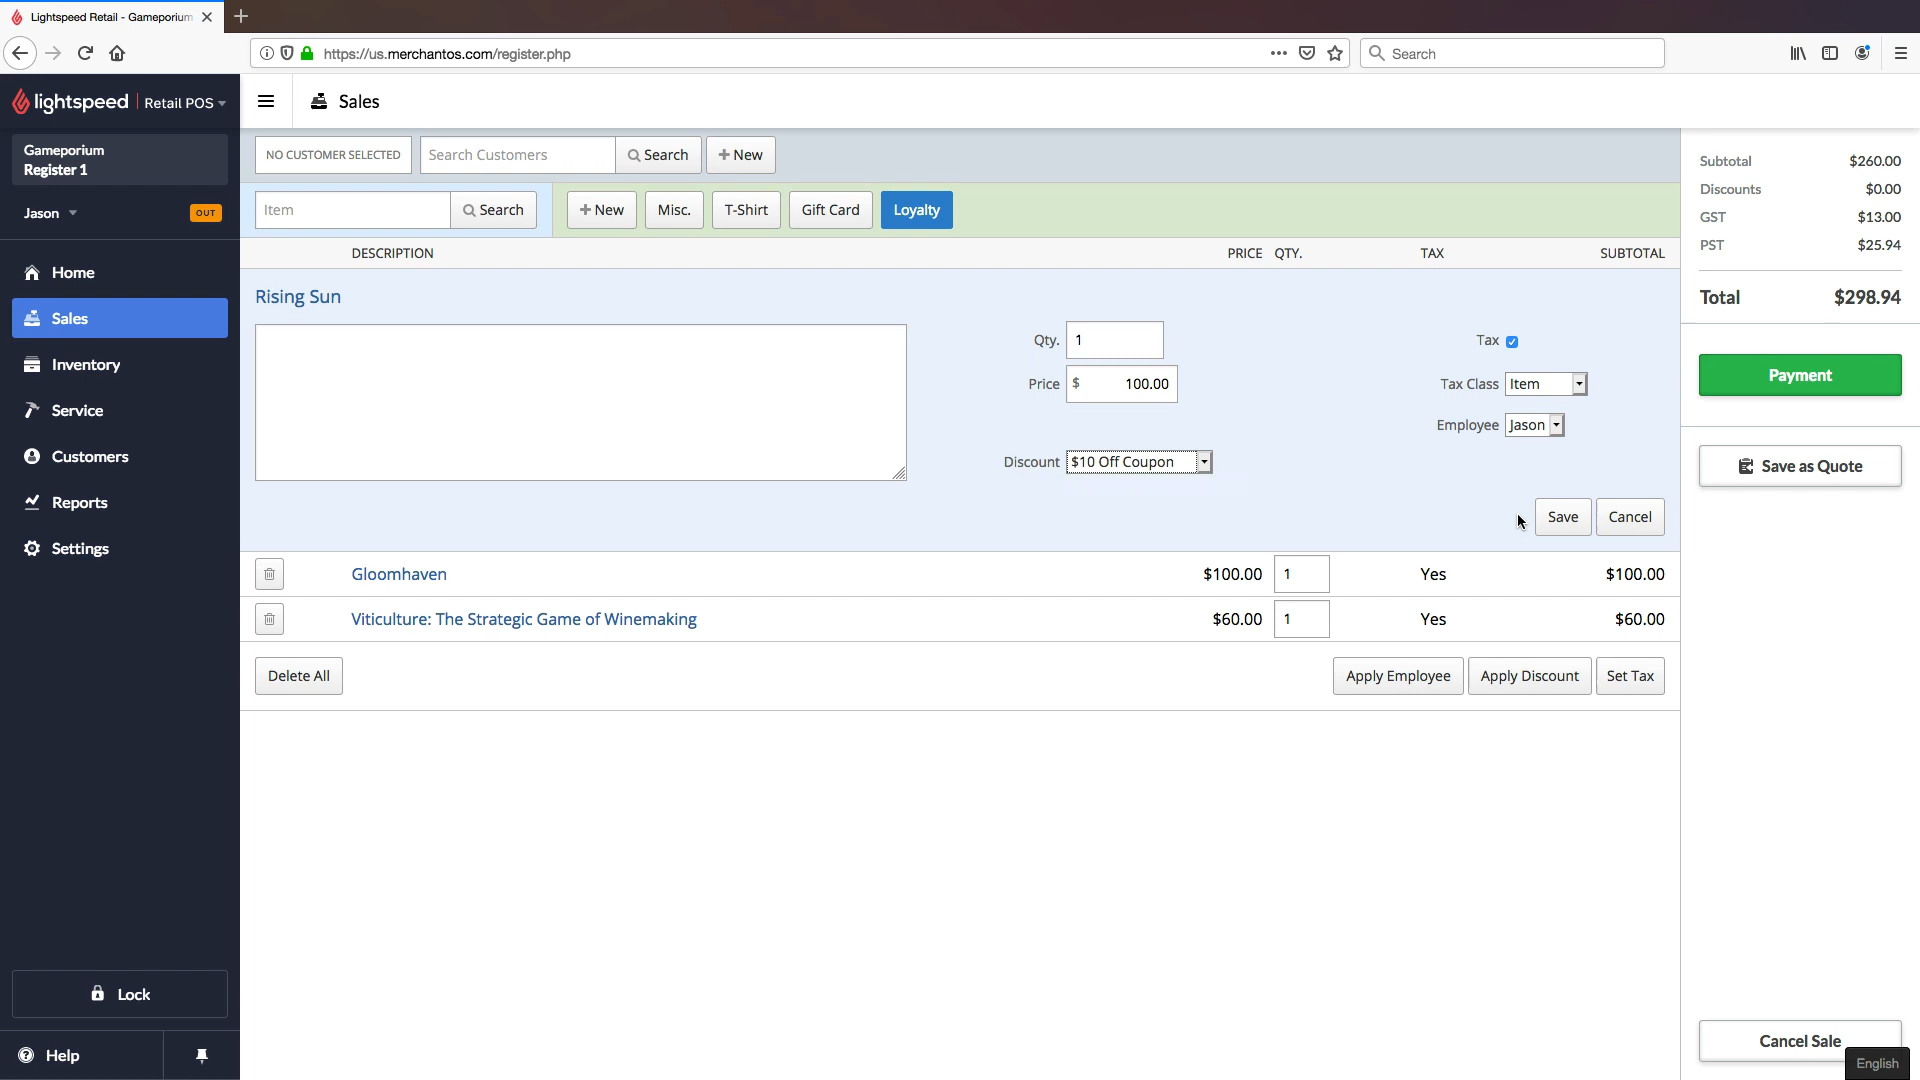 Lightspeed Retail - Gameporium
https://us.merchantos.com/register.php
Search
lightspeed Retail POS
Sales
Gameporium
Register 1
Jason OUT
Home
Sales
Inventory
Service
Customers
Reports
Settings
Lock
Help
NO CUSTOMER SELECTED Search Customers Search + New
Item Search + New Misc. T-Shirt Gift Card Loyalty
DESCRIPTION PRICE QTY. TAX SUBTOTAL
Rising Sun
Qty. 1 Tax
Price $ 100.00 Tax Class Item
Employee Jason
Discount $10 Off Coupon
Save Cancel
Gloomhaven $100.00 1 Yes $100.00
Viticulture: The Strategic Game of Winemaking $60.00 1 Yes $60.00
Delete All Apply Employee Apply Discount Set Tax
Subtotal $260.00
Discounts $0.00
GST $13.00
PST $25.94
Total $298.94
Payment
Save as Quote
Cancel Sale
English